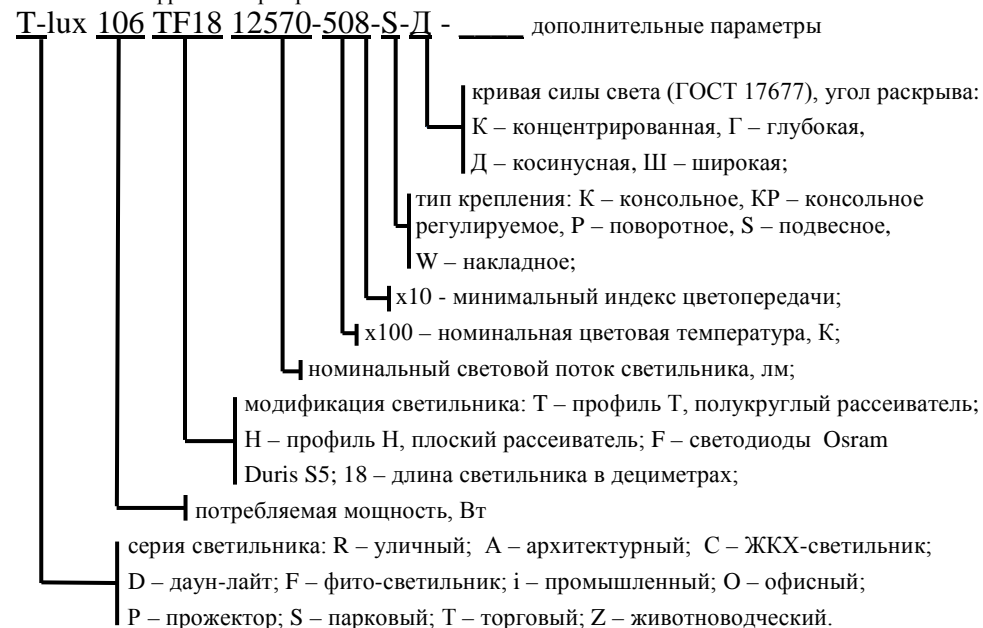 T-lux 106 TF18 12570-508-S-Д - _____ дополнительные параметры
кривая силы света (ГОСТ 17677), угол раскрыва:
К – концентрированная, Г – глубокая,
Д – косинусная, Ш – широкая;
тип крепления: К – консольное, КР – консольное
регулируемое, Р – поворотное, S – подвесное,
W – накладное;
х10 - минимальный индекс цветопередачи;
х100 – номинальная цветовая температура, К;
номинальный световой поток светильника, лм;
модификация светильника: Т – профиль Т, полукруглый рассеиватель;
Н – профиль Н, плоский рассеиватель; F – светодиоды Osram
Duris S5; 18 – длина светильника в дециметрах;
потребляемая мощность, Вт
серия светильника: R – уличный; А – архитектурный; С – ЖКХ-светильник;
D – даун-лайт; F – фито-светильник; i – промышленный; О – офисный;
Р – прожектор; S – парковый; Т – торговый; Z – животноводческий.